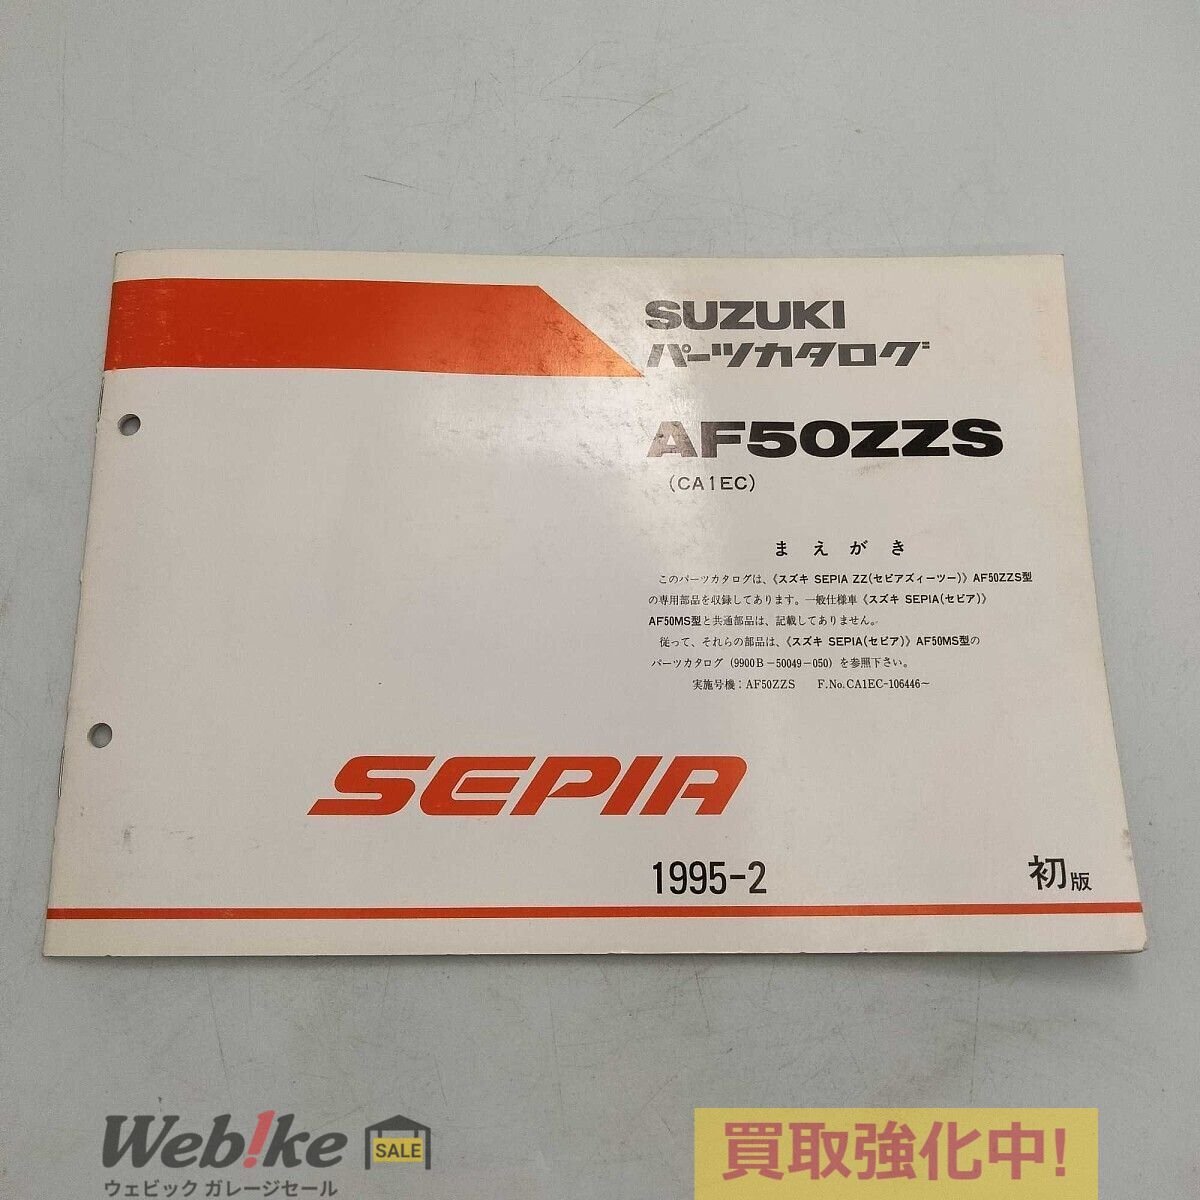 SUZUKI
パーツカタログ
AF50ZZS
(CA1EC)
まえがき
このパーツカタログは、《スズキ SEPIA ZZ(セピアズィーツー)》AF50ZZS型
の専用部品を収録してあります。一般仕様車《スズキ SEPIA(セピア)》
AF50MS型と共通部品は、記載してありません。
従って、それらの部品は、《スズキ SEPIA(セピア)》AF50MS型の
パーツカタログ(9900B-50049-050)を参照下さい。
実施号機:AF50ZZS F.No.CA1EC-106446~
SEPIA
1995-2
初版
Web!ke
SALE
ウェビック ガレージセール
買取強化中!